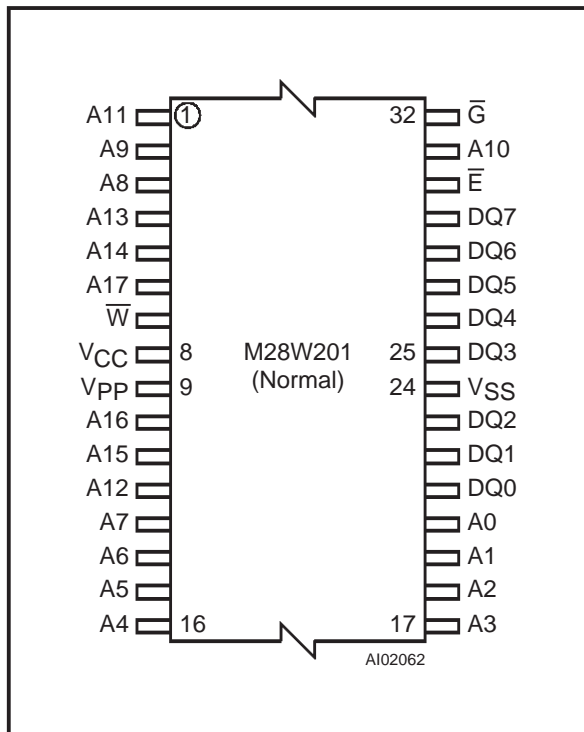 A11 1 32 G̅
A9 A10
A8 E̅
A13 DQ7
A14 DQ6
A17 DQ5
W̅ DQ4
VCC 8 M28W201 25 DQ3
VPP 9 (Normal) 24 VSS
A16 DQ2
A15 DQ1
A12 DQ0
A7 A0
A6 A1
A5 A2
A4 16 17 A3
AI02062